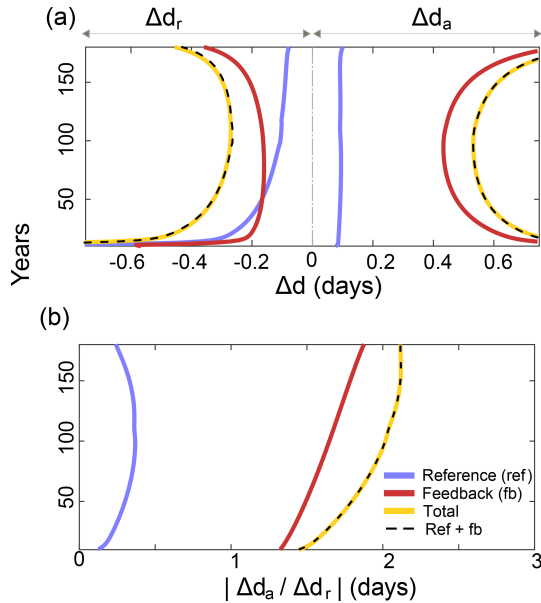 (a)
Δd_r Δd_a
150
100
50
-0.6 -0.4 -0.2 0 0.2 0.4 0.6
Δd (days)
Years
(b)
150
100
50
Reference (ref)
Feedback (fb)
Total
Ref + fb
0 1 2 3
| Δd_a / Δd_r | (days)